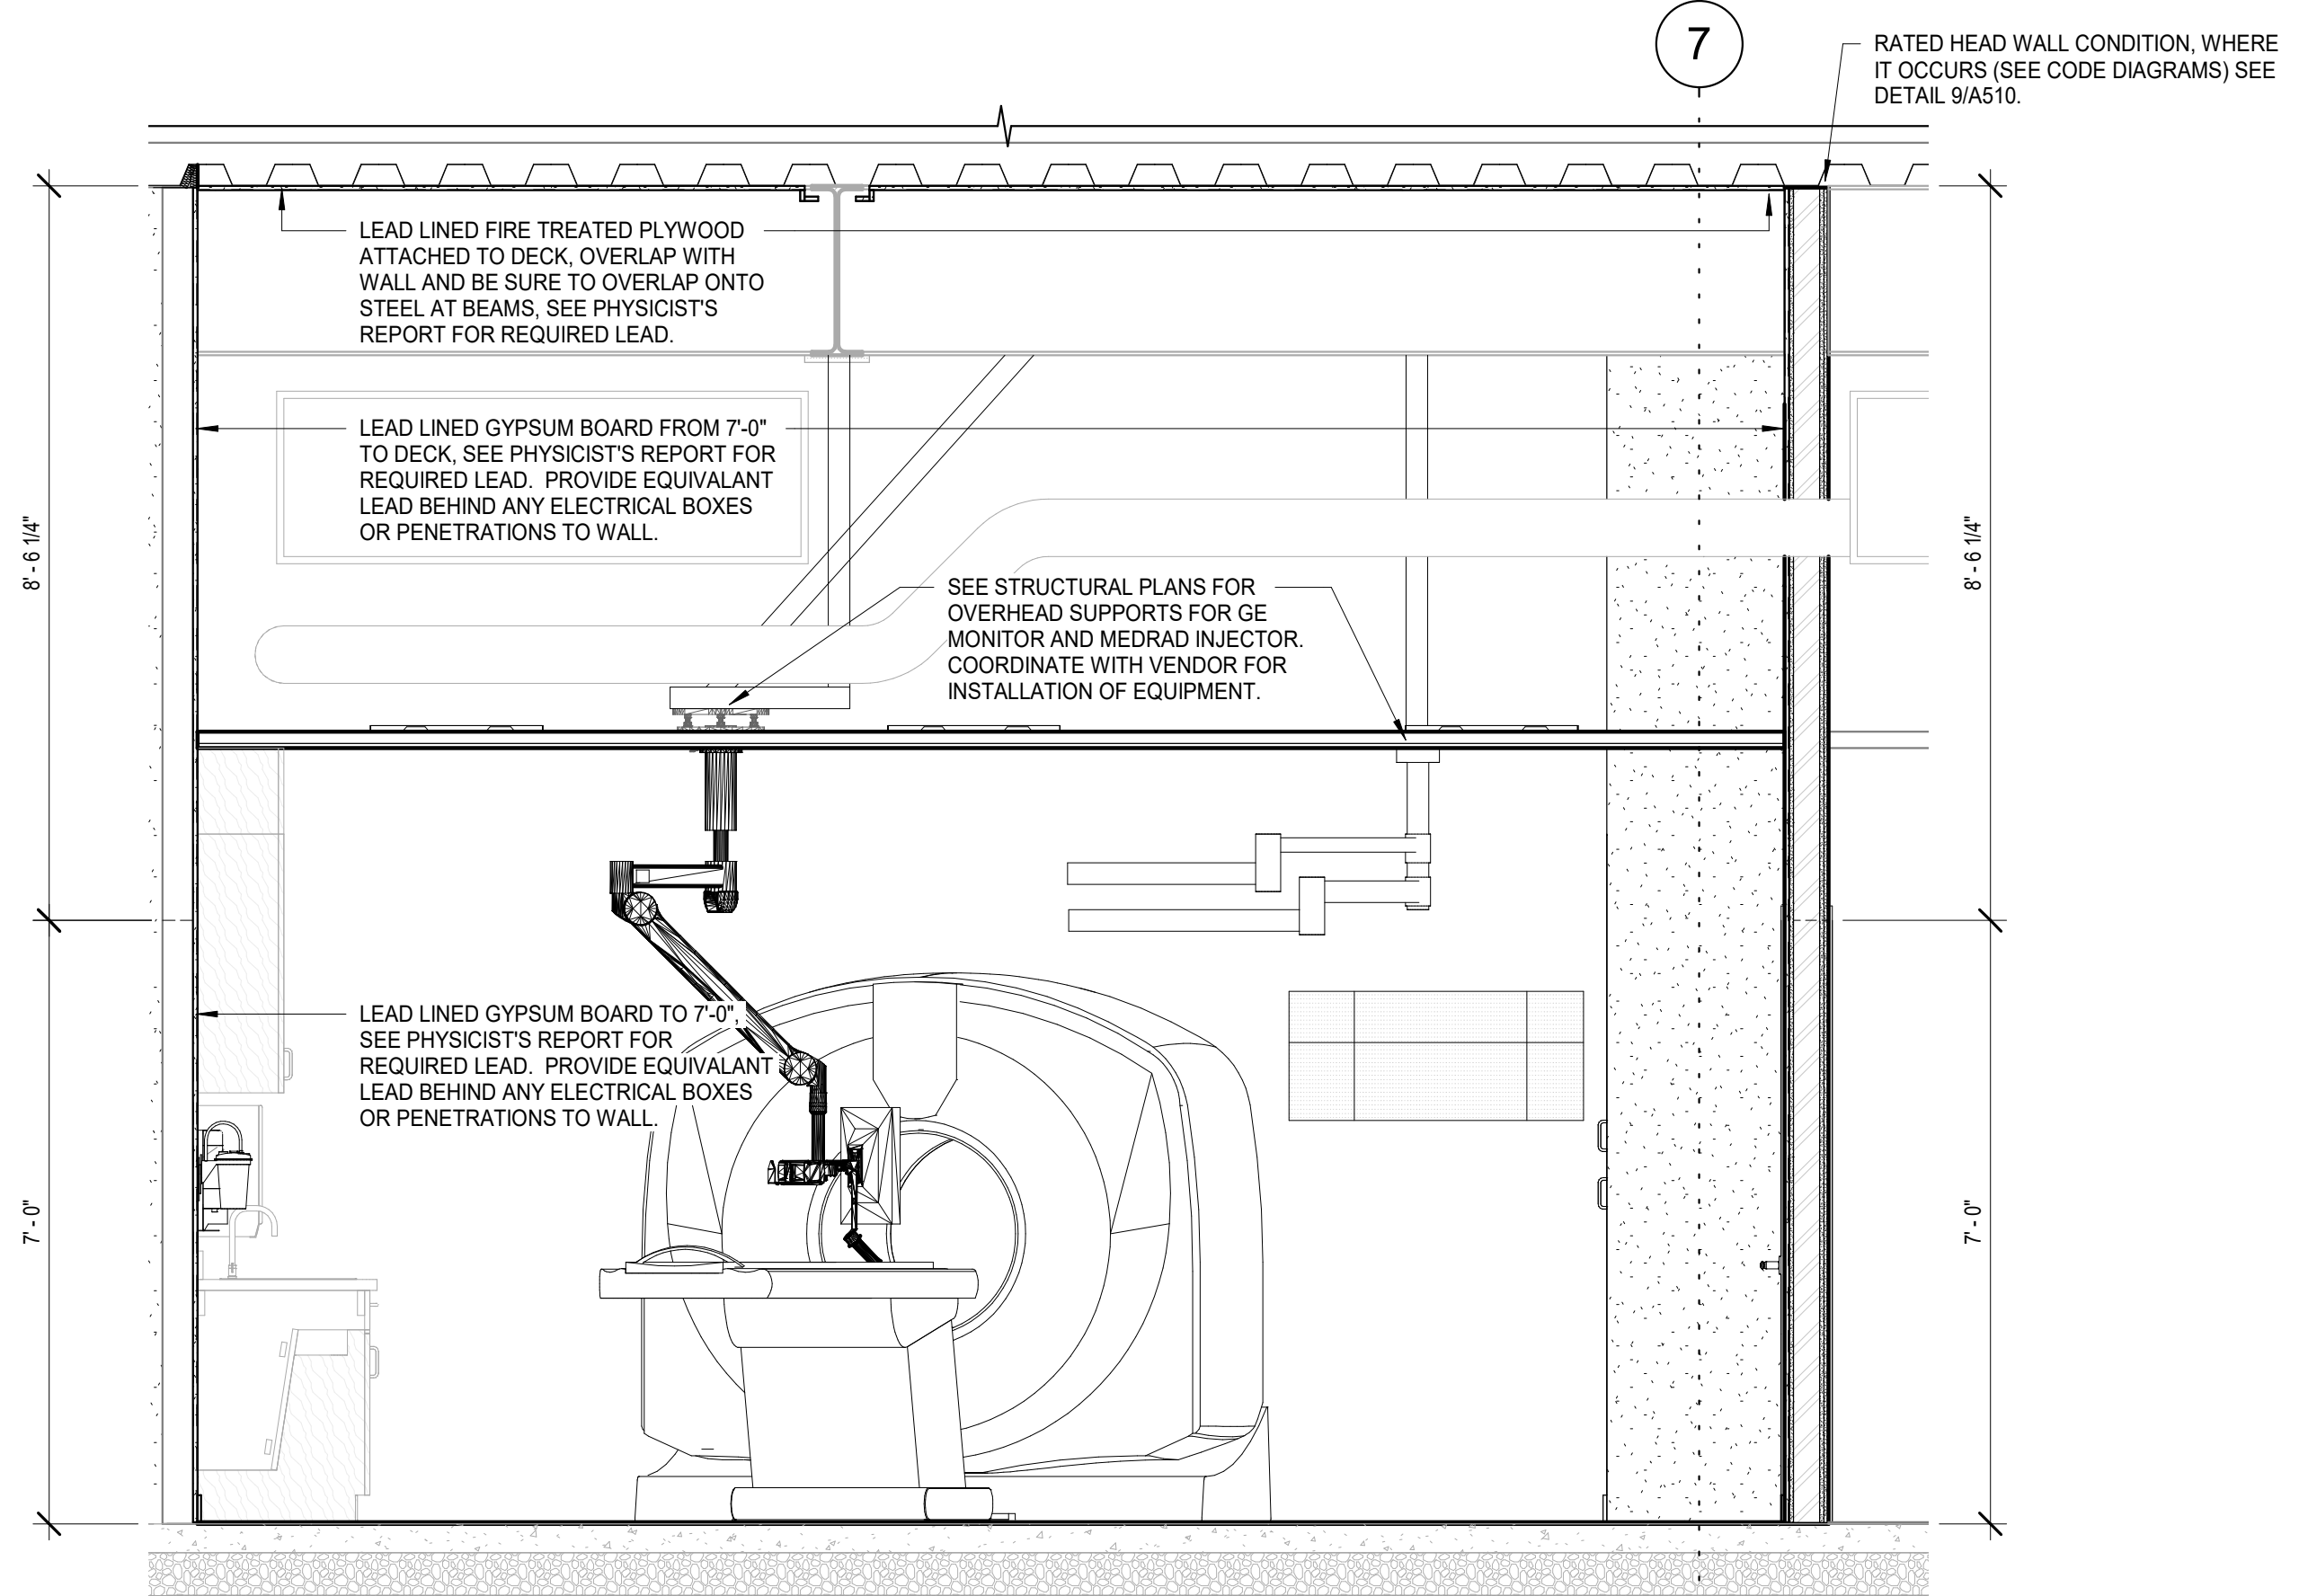 7
RATED HEAD WALL CONDITION, WHERE
IT OCCURS (SEE CODE DIAGRAMS) SEE
DETAIL 9/A510.
LEAD LINED FIRE TREATED PLYWOOD
ATTACHED TO DECK, OVERLAP WITH
WALL AND BE SURE TO OVERLAP ONTO
STEEL AT BEAMS, SEE PHYSICIST'S
REPORT FOR REQUIRED LEAD.
LEAD LINED GYPSUM BOARD FROM 7'-0"
TO DECK, SEE PHYSICIST'S REPORT FOR
REQUIRED LEAD. PROVIDE EQUIVALANT
LEAD BEHIND ANY ELECTRICAL BOXES
OR PENETRATIONS TO WALL.
8' - 6 1/4"
8' - 6 1/4"
SEE STRUCTURAL PLANS FOR
OVERHEAD SUPPORTS FOR GE
MONITOR AND MEDRAD INJECTOR.
COORDINATE WITH VENDOR FOR
INSTALLATION OF EQUIPMENT.
LEAD LINED GYPSUM BOARD TO 7'-0",
SEE PHYSICIST'S REPORT FOR
REQUIRED LEAD. PROVIDE EQUIVALANT
LEAD BEHIND ANY ELECTRICAL BOXES
OR PENETRATIONS TO WALL.
7' - 0"
7' - 0"